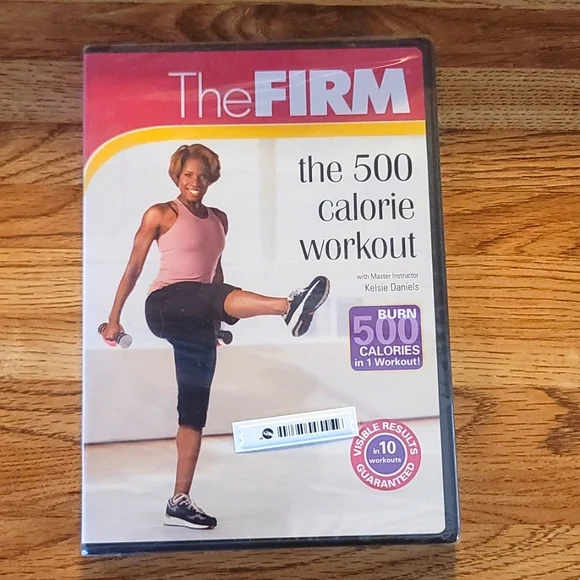 The FIRM
the 500
calorie
workout
with Master Instructor
Kelsie Daniels
BURN
500
CALORIES
in 1 Workout!
VISIBLE RESULTS
in 10
workouts
GUARANTEED